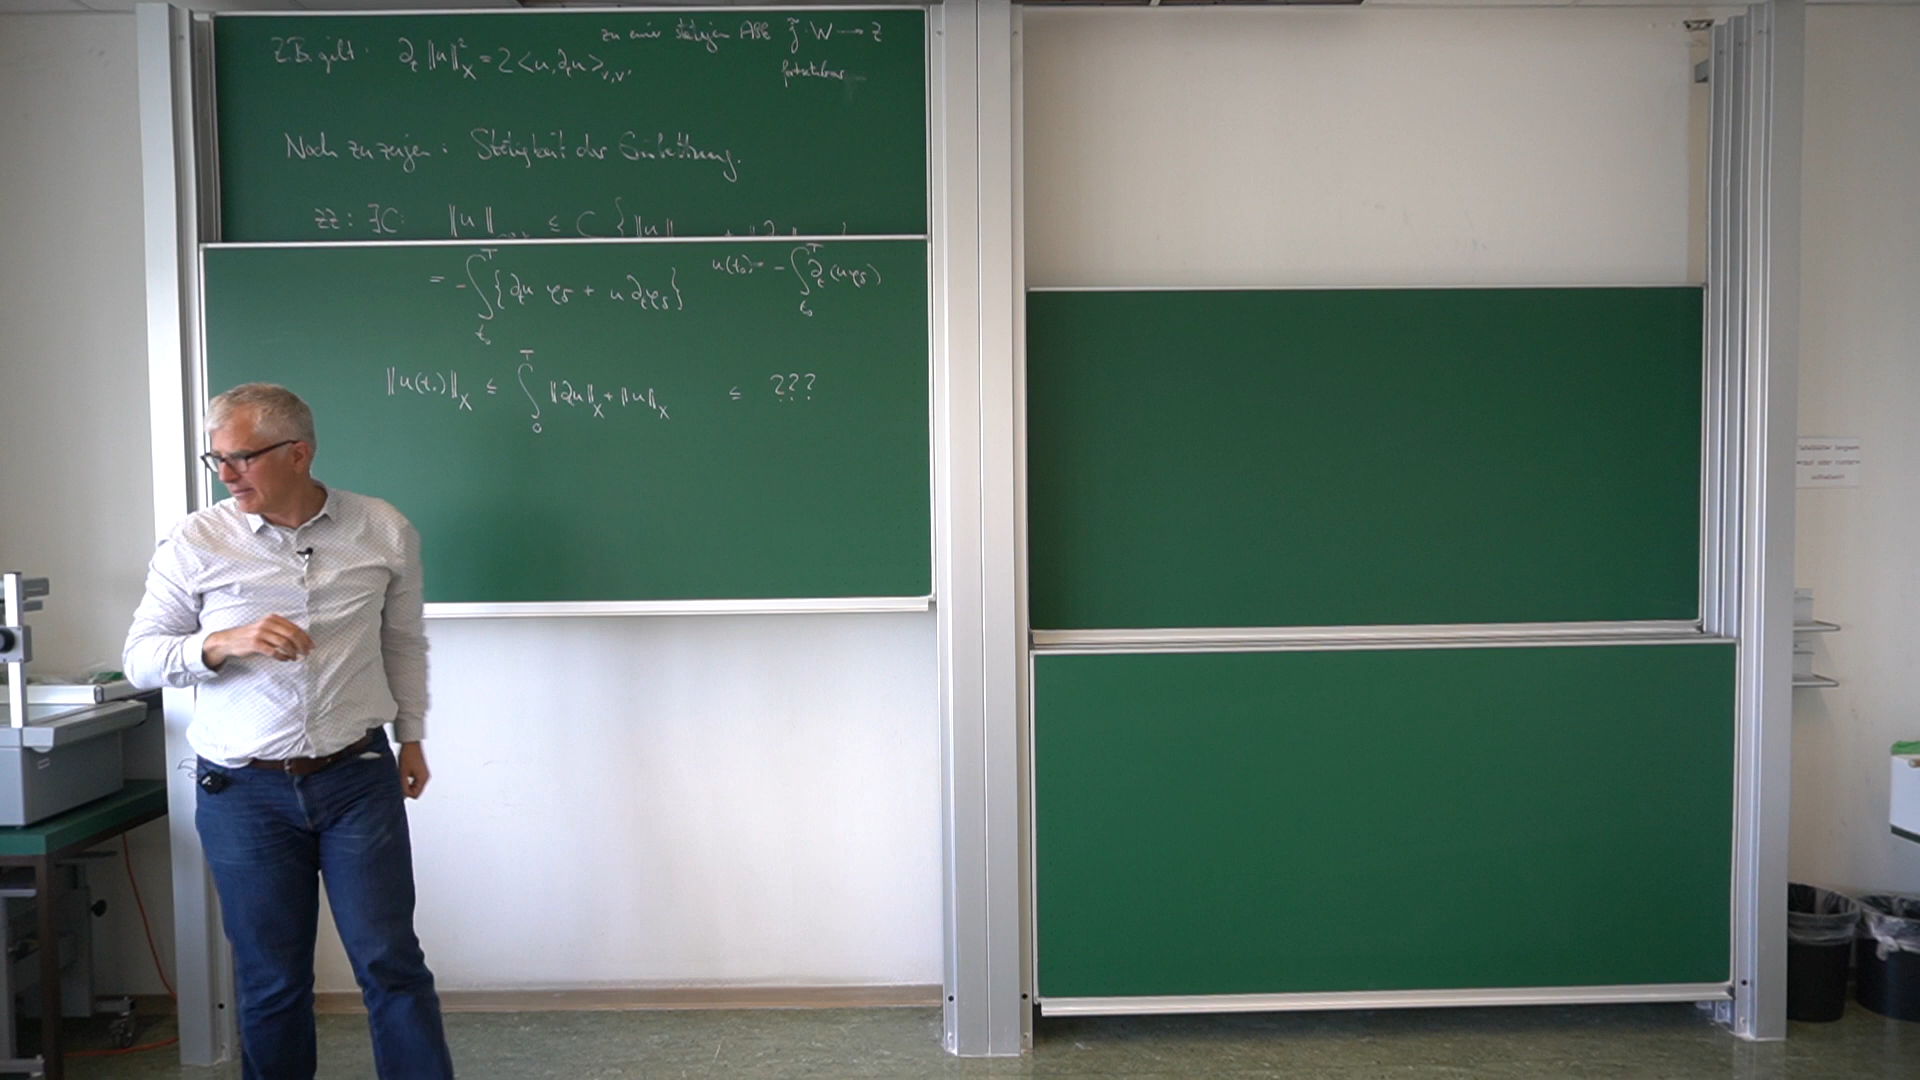 zu einer stetigen Abb f̃: W → Z
Z.B. gilt: ∂ₜ‖u‖²_X = 2<u, ∂ₜu>_{V,V'}
fortsetzbar
Noch zu zeigen: Stetigkeit der Einbettung.
ZZ: ∃C: ‖u‖ ≤ C {‖u‖ + ‖∂
= -∫_{t₀}^T {∂ₜu φ_δ + u ∂ₜφ_δ} u(t₀) = -∫_{t₀}^T ∂ₜ(uφ_δ)
‖u(t₀)‖_X ≤ ∫_0^T ‖∂ₜu‖_X + ‖u‖_X ≤ ???